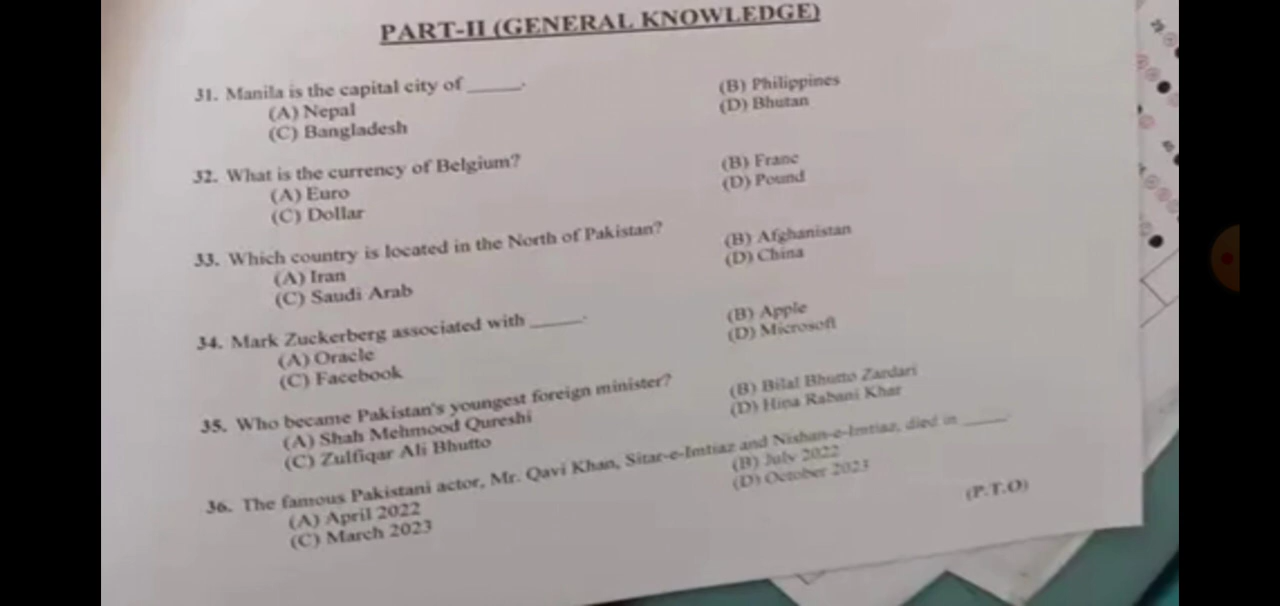 PART-II (GENERAL KNOWLEDGE)
31. Manila is the capital city of _____.
(A) Nepal (B) Philippines
(C) Bangladesh (D) Bhutan
32. What is the currency of Belgium?
(A) Euro (B) Franc
(C) Dollar (D) Pound
33. Which country is located in the North of Pakistan?
(A) Iran (B) Afghanistan
(C) Saudi Arab (D) China
34. Mark Zuckerberg associated with _____.
(A) Oracle (B) Apple
(C) Facebook (D) Microsoft
35. Who became Pakistan's youngest foreign minister?
(A) Shah Mehmood Qureshi (B) Bilal Bhutto Zardari
(C) Zulfiqar Ali Bhutto (D) Hina Rabani Khar
36. The famous Pakistani actor, Mr. Qavi Khan, Sitar-e-Imtiaz and Nishan-e-Imtiaz, died in _____.
(A) April 2022 (B) July 2022
(C) March 2023 (D) October 2023
(P.T.O)